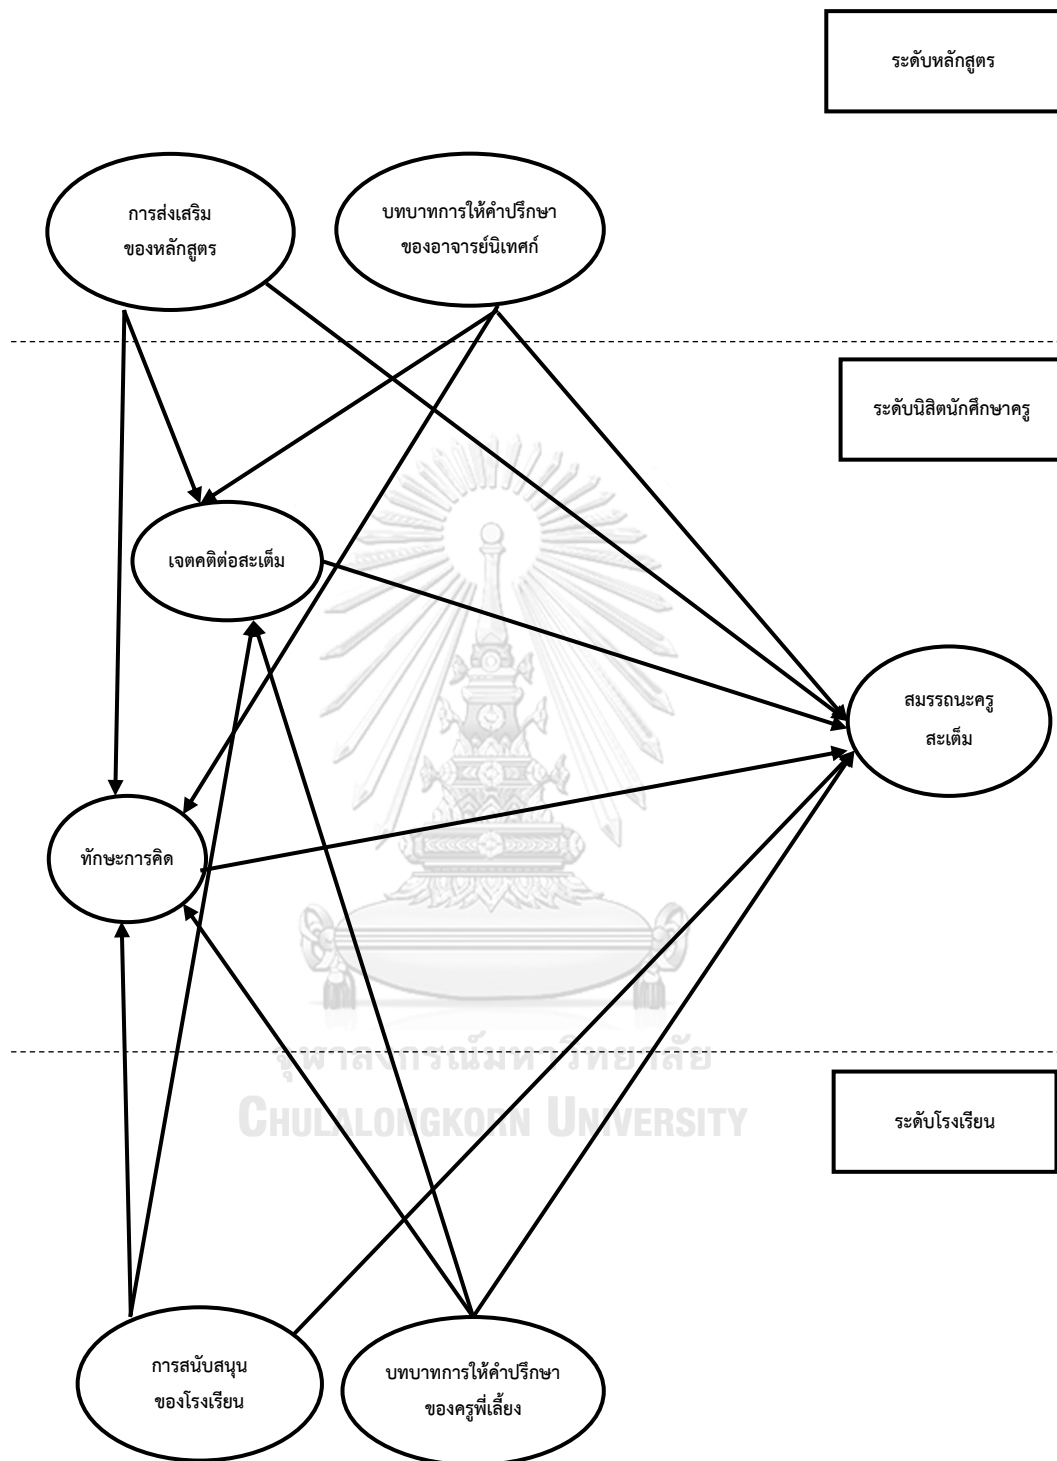 ระดับหลักสูตร
การส่งเสริม
ของหลักสูตร
บทบาทการให้คำปรึกษา
ของอาจารย์นิเทศก์
ระดับนิสิตนักศึกษาครู
เจตคติต่อสะเต็ม
สมรรถนะครู
สะเต็ม
ทักษะการคิด
จุฬาลงกรณ์มหาวิทยาลัย
CHULALONGKORN UNIVERSITY
ระดับโรงเรียน
การสนับสนุน
ของโรงเรียน
บทบาทการให้คำปรึกษา
ของครูพี่เลี้ยง